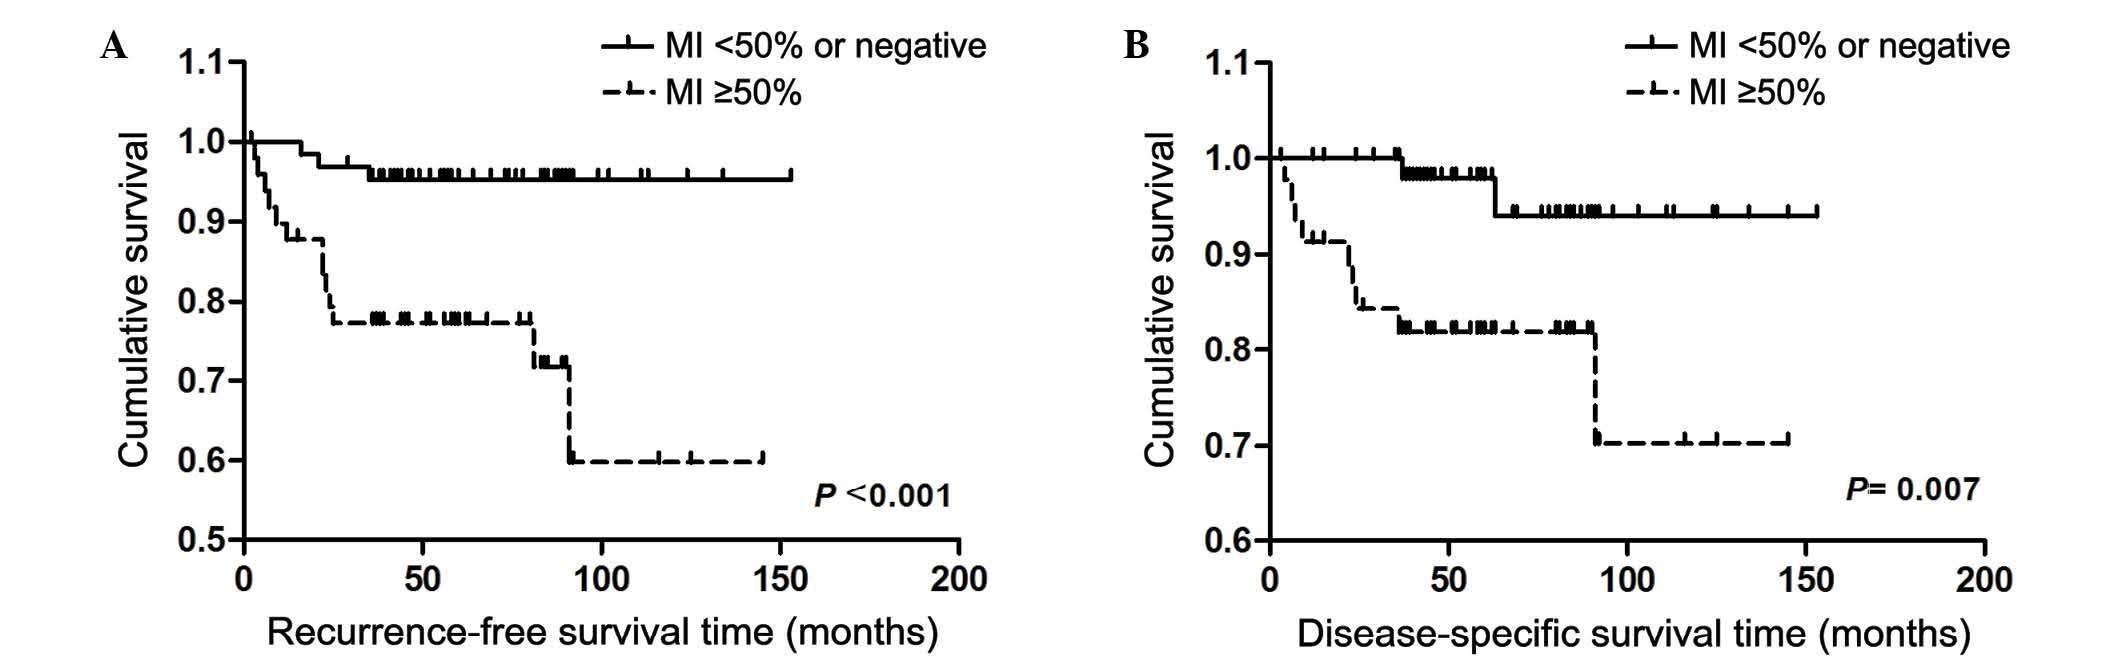 A
MI <50% or negative
MI ≥50%
1.1
1.0
0.9
0.8
0.7
0.6
0.5
Cumulative survival
P <0.001
0 50 100 150 200
Recurrence-free survival time (months)
B
MI <50% or negative
MI ≥50%
1.1
1.0
0.9
0.8
0.7
0.6
Cumulative survival
P= 0.007
0 50 100 150 200
Disease-specific survival time (months)